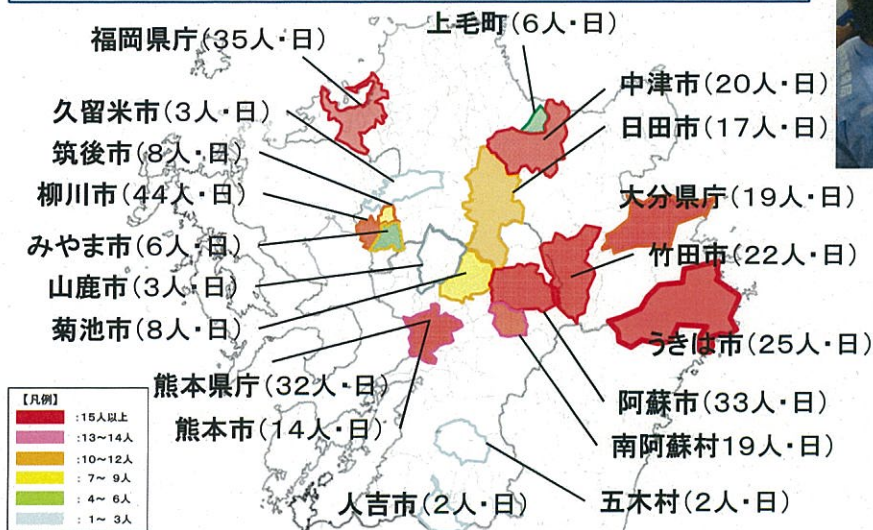 福岡県庁(35人・日)
上毛町(6人・日)
中津市(20人・日)
久留米市(3人・日)
日田市(17人・日)
筑後市(8人・日)
柳川市(44人・日)
大分県庁(19人・日)
みやま市(6人・日)
竹田市(22人・日)
山鹿市(3人・日)
菊池市(8人・日)
うきは市(25人・日)
熊本県庁(32人・日)
阿蘇市(33人・日)
熊本市(14人・日)
南阿蘇村19人・日)
人吉市(2人・日)
五木村(2人・日)
【凡例】
:15人以上
:13～14人
:10～12人
: 7～ 9人
: 4～ 6人
: 1～ 3人